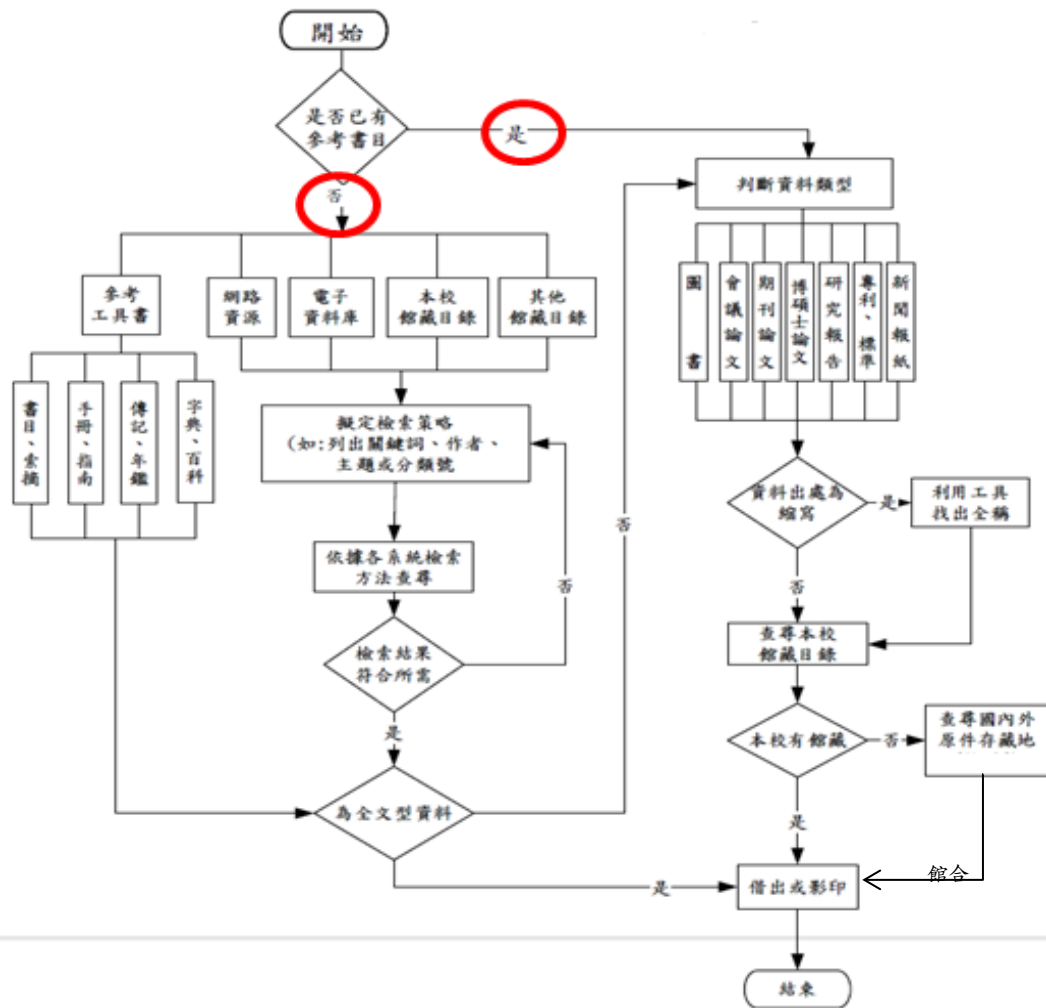 開始
是否已有
參考書目
是
否
參考
工具書
網路
資源
電子
資料庫
本校
館藏目錄
其他
館藏目錄
書目、索摘
手冊、指南
傳記、年鑑
字典、百科
擬定檢索策略
(如:列出關鍵詞、作者、
主題或分類號
依據各系統檢索
方法查尋
否
檢索結果
符合所需
是
為全文型資料
否
是
判斷資料類型
圖書
會議論文
期刊論文
博碩士論文
研究報告
專利、標準
新聞報紙
資料出處為
縮寫
是
利用工具
找出全稱
否
查尋本校
館藏目錄
本校有館藏
否
查尋國內外
原件存藏地
是
館合
借出或影印
結束